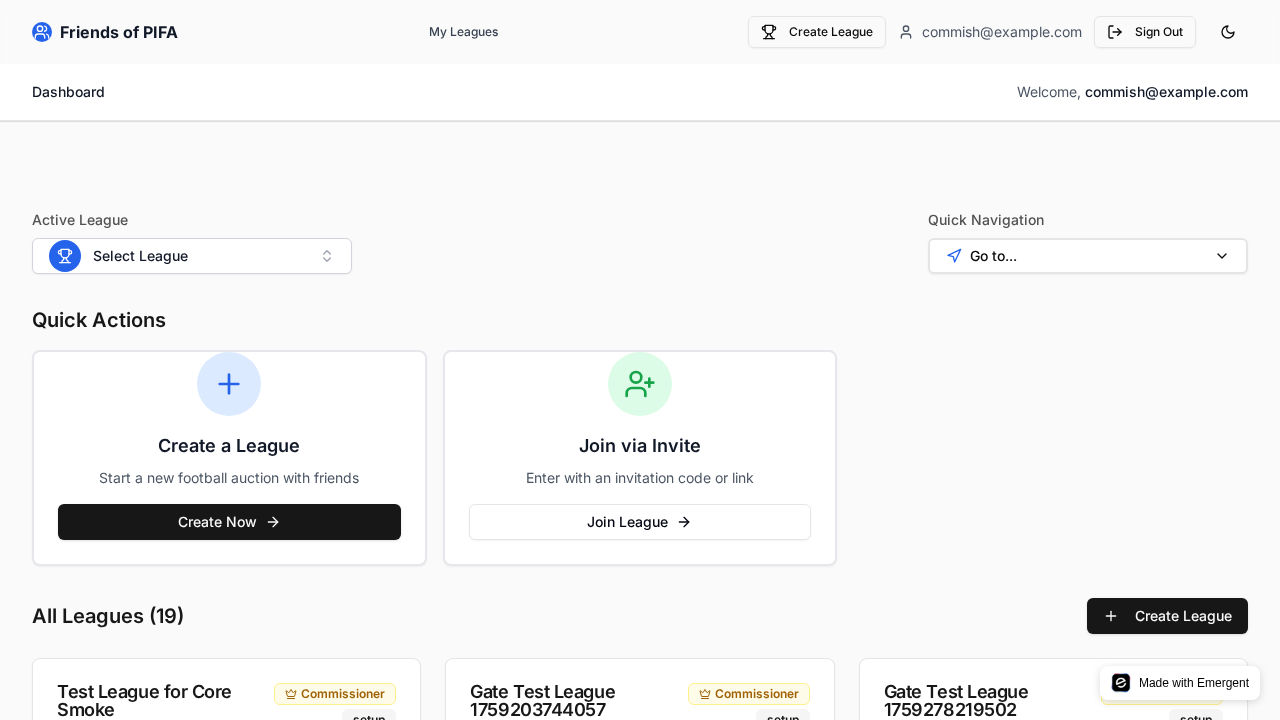 Friends of PIFA
My Leagues
Create League
commish@example.com
Sign Out
Dashboard
Welcome, commish@example.com
Active League
Quick Navigation
Select League
Go to...
Quick Actions
Create a League
Start a new football auction with friends
Create Now
Join via Invite
Enter with an invitation code or link
Join League
All Leagues (19)
Create League
Test League for Core
Smoke
Commissioner
setup
Gate Test League
1759203744057
Commissioner
setup
Gate Test League
1759278219502
setup
Made with Emergent